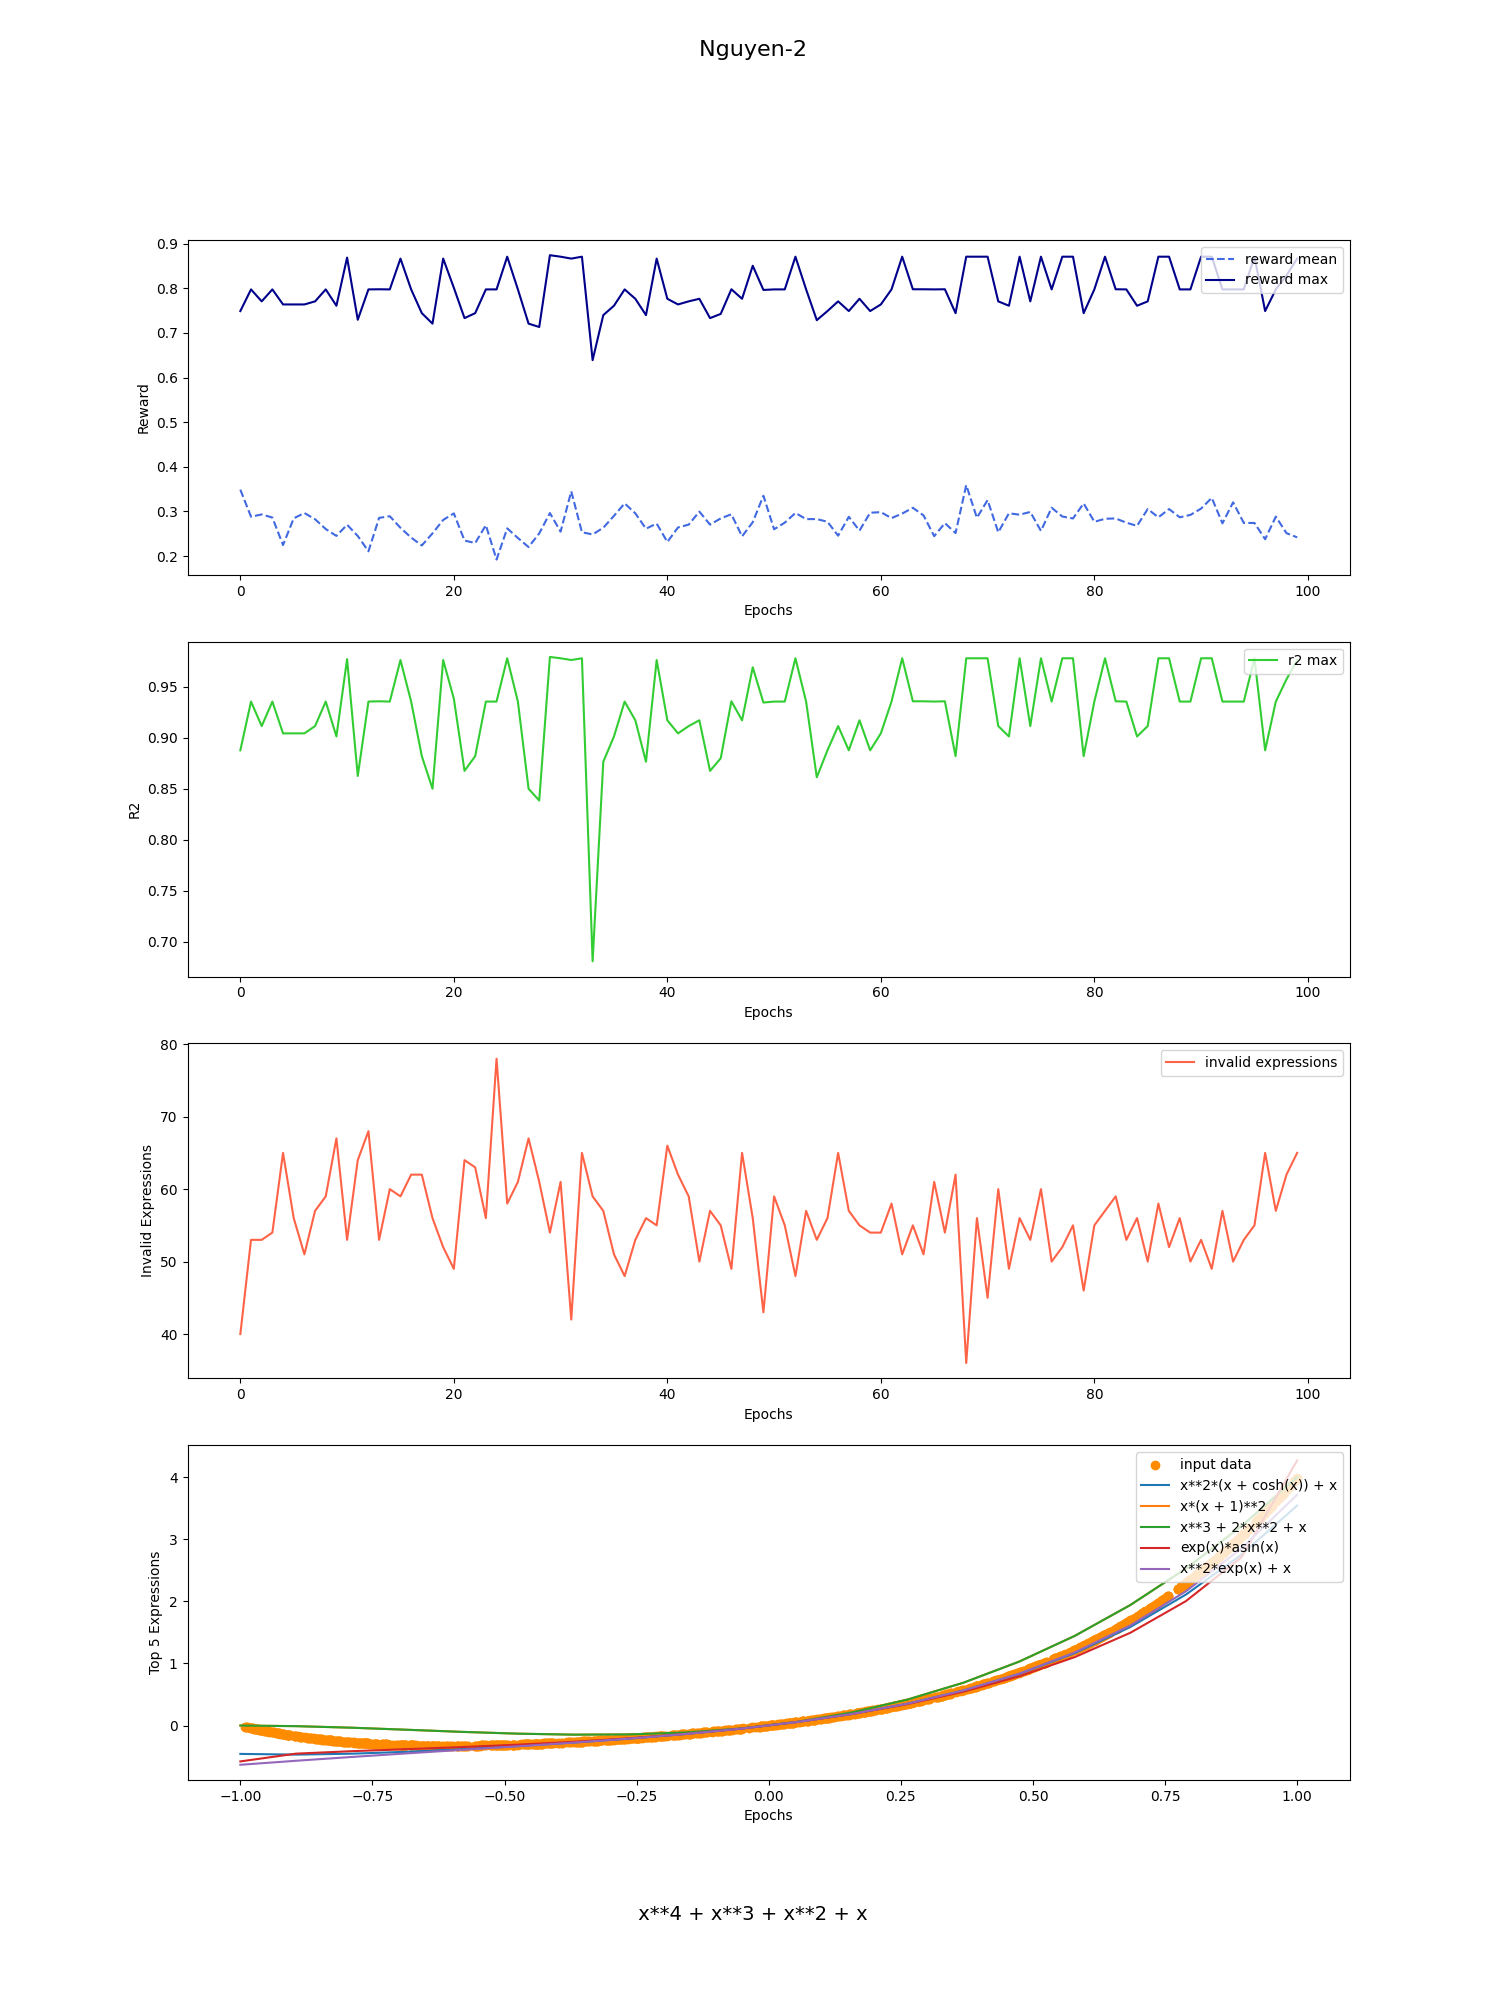 Nguyen-2
0.9
0.8
0.7
0.6
0.5
0.4
0.3
0.2
Reward
reward mean
reward max
0 20 40 60 80 100
Epochs
0.95
0.90
0.85
0.80
0.75
0.70
R2
r2 max
0 20 40 60 80 100
Epochs
80
70
60
50
40
Invalid Expressions
invalid expressions
0 20 40 60 80 100
Epochs
4
3
2
1
0
Top 5 Expressions
input data
x**2*(x + cosh(x)) + x
x*(x + 1)**2
x**3 + 2*x**2 + x
exp(x)*asin(x)
x**2*exp(x) + x
−1.00 −0.75 −0.50 −0.25 0.00 0.25 0.50 0.75 1.00
Epochs
x**4 + x**3 + x**2 + x